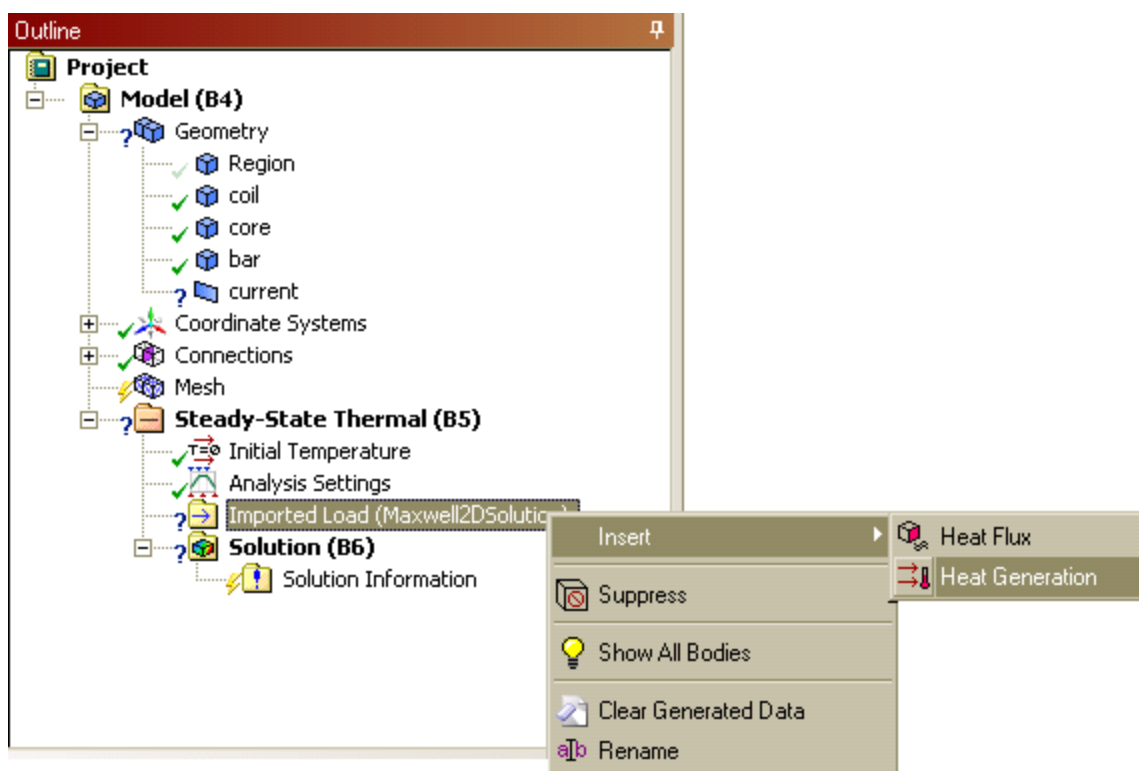 Outline
Project
Model (B4)
Geometry
Region
coil
core
bar
current
Coordinate Systems
Connections
Mesh
Steady-State Thermal (B5)
T=0 Initial Temperature
Analysis Settings
Imported Load (Maxwell2DSolution)
Solution (B6)
Solution Information
Insert
Suppress
Show All Bodies
Clear Generated Data
a]b Rename
Heat Flux
Heat Generation